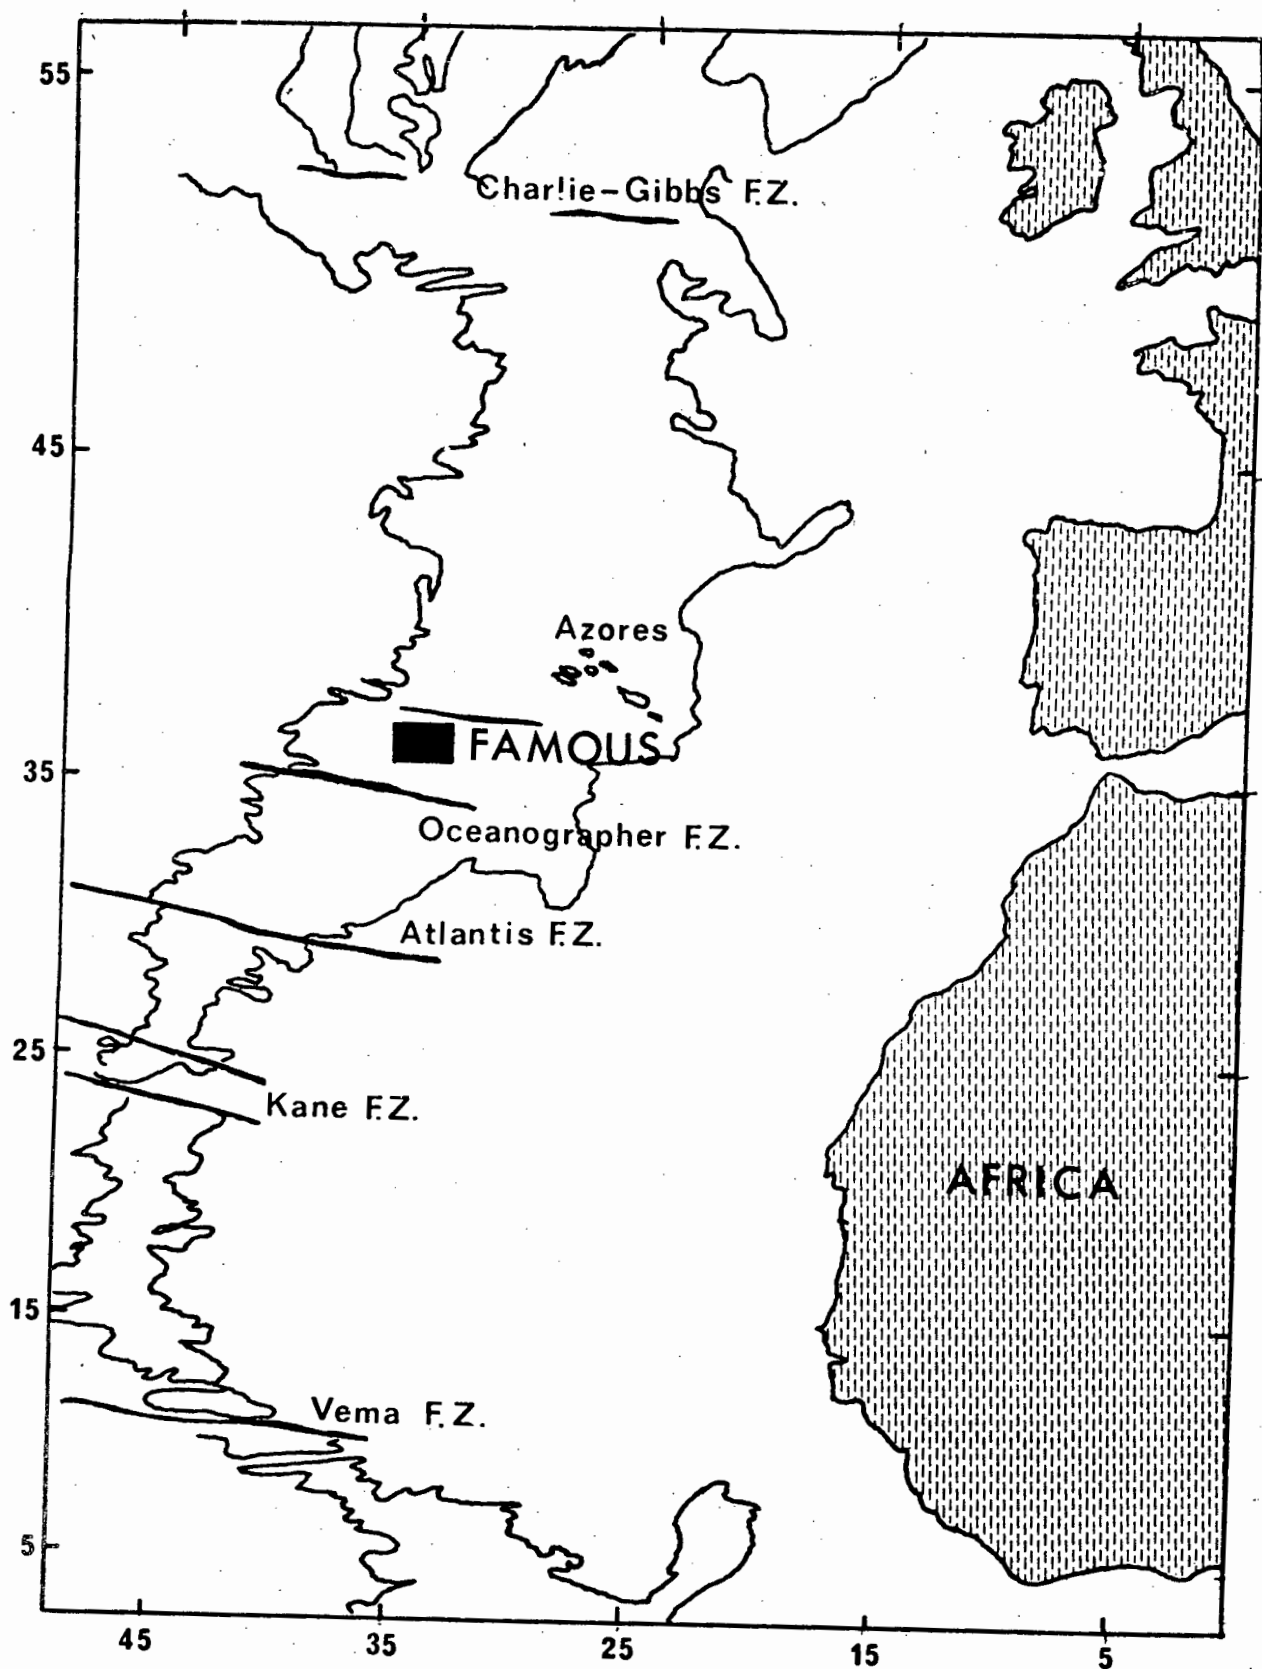 55
Charlie-Gibbs F.Z.
45
Azores
FAMOUS
35
Oceanographer F.Z.
Atlantis F.Z.
25
Kane F.Z.
AFRICA
15
Vema F.Z.
5
45 35 25 15 5